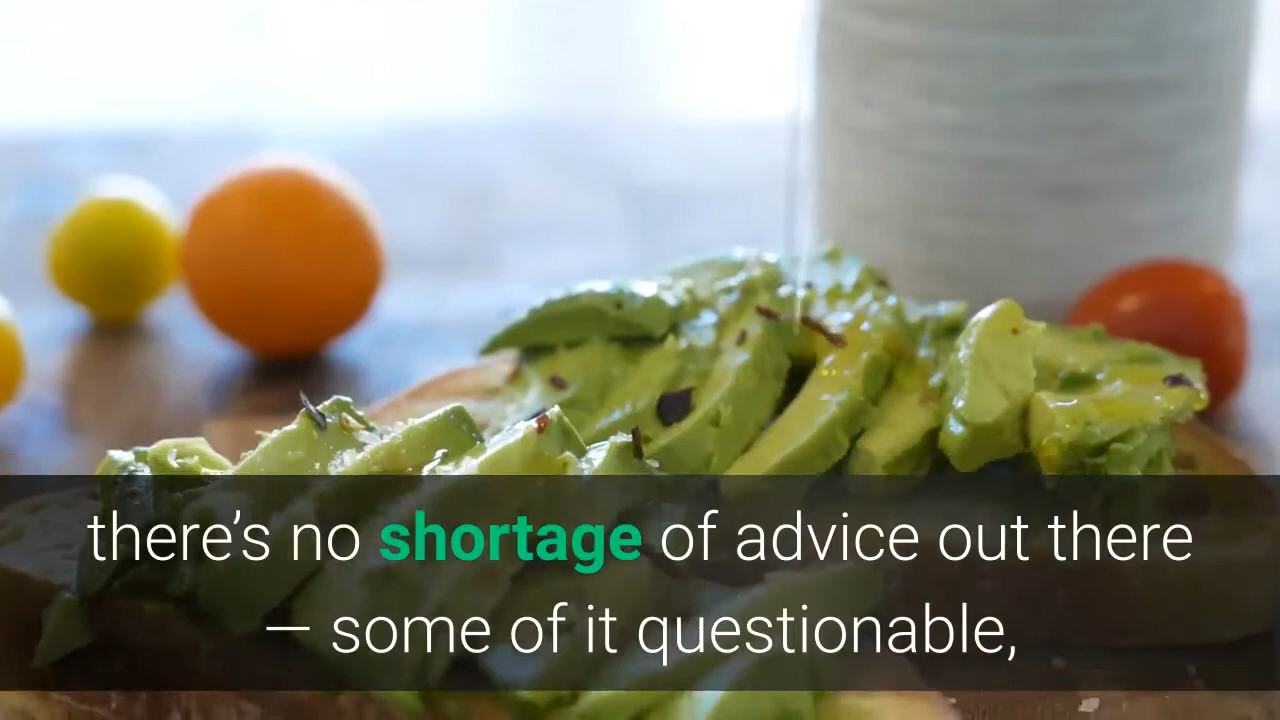 there’s no shortage of advice out there
— some of it questionable,